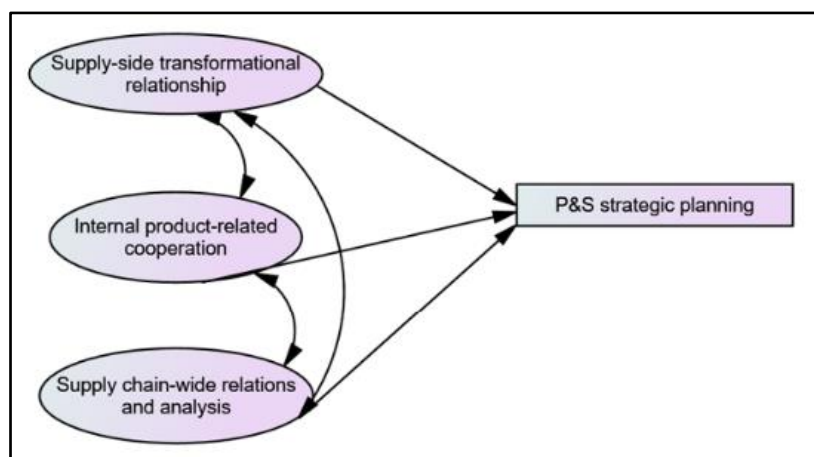 Supply-side transformational
relationship
Internal product-related
cooperation
Supply chain-wide relations
and analysis
P&S strategic planning